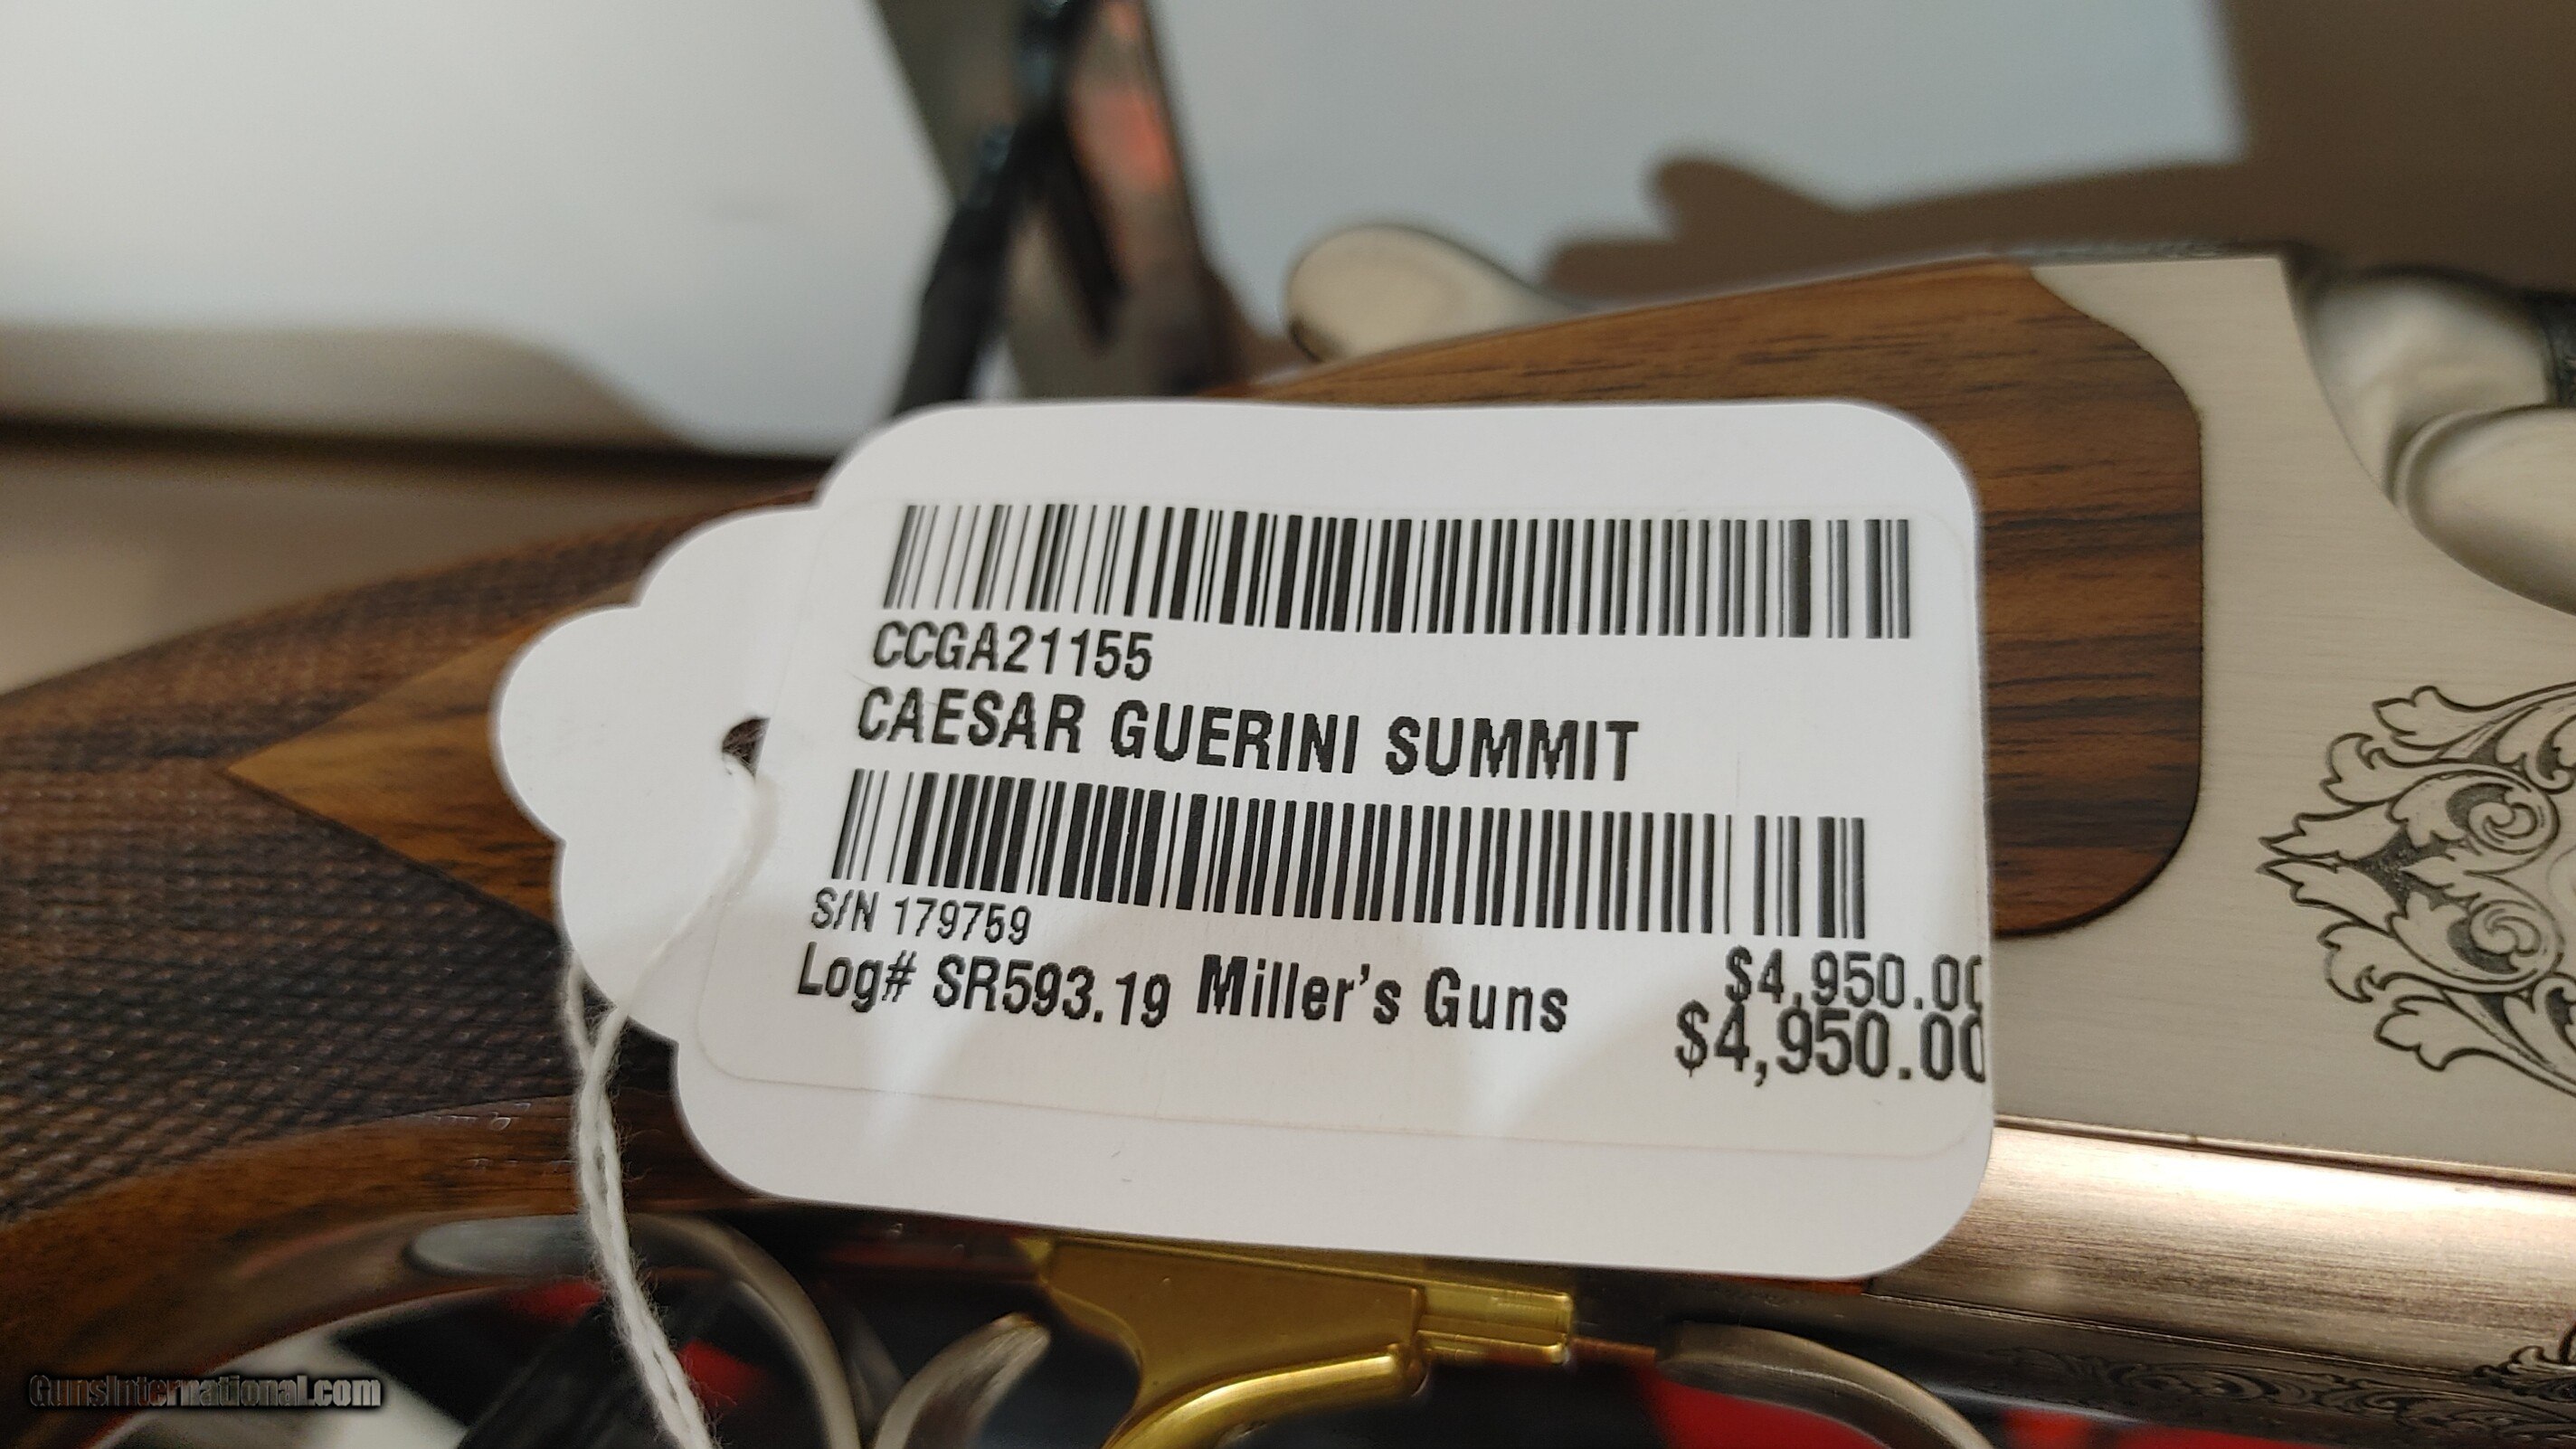 CCGA21155
CAESAR GUERINI SUMMIT
S/N 179759
$4,950.00
Log# SR593.19 Miller's Guns
$4,950.00
GunsInternational.com